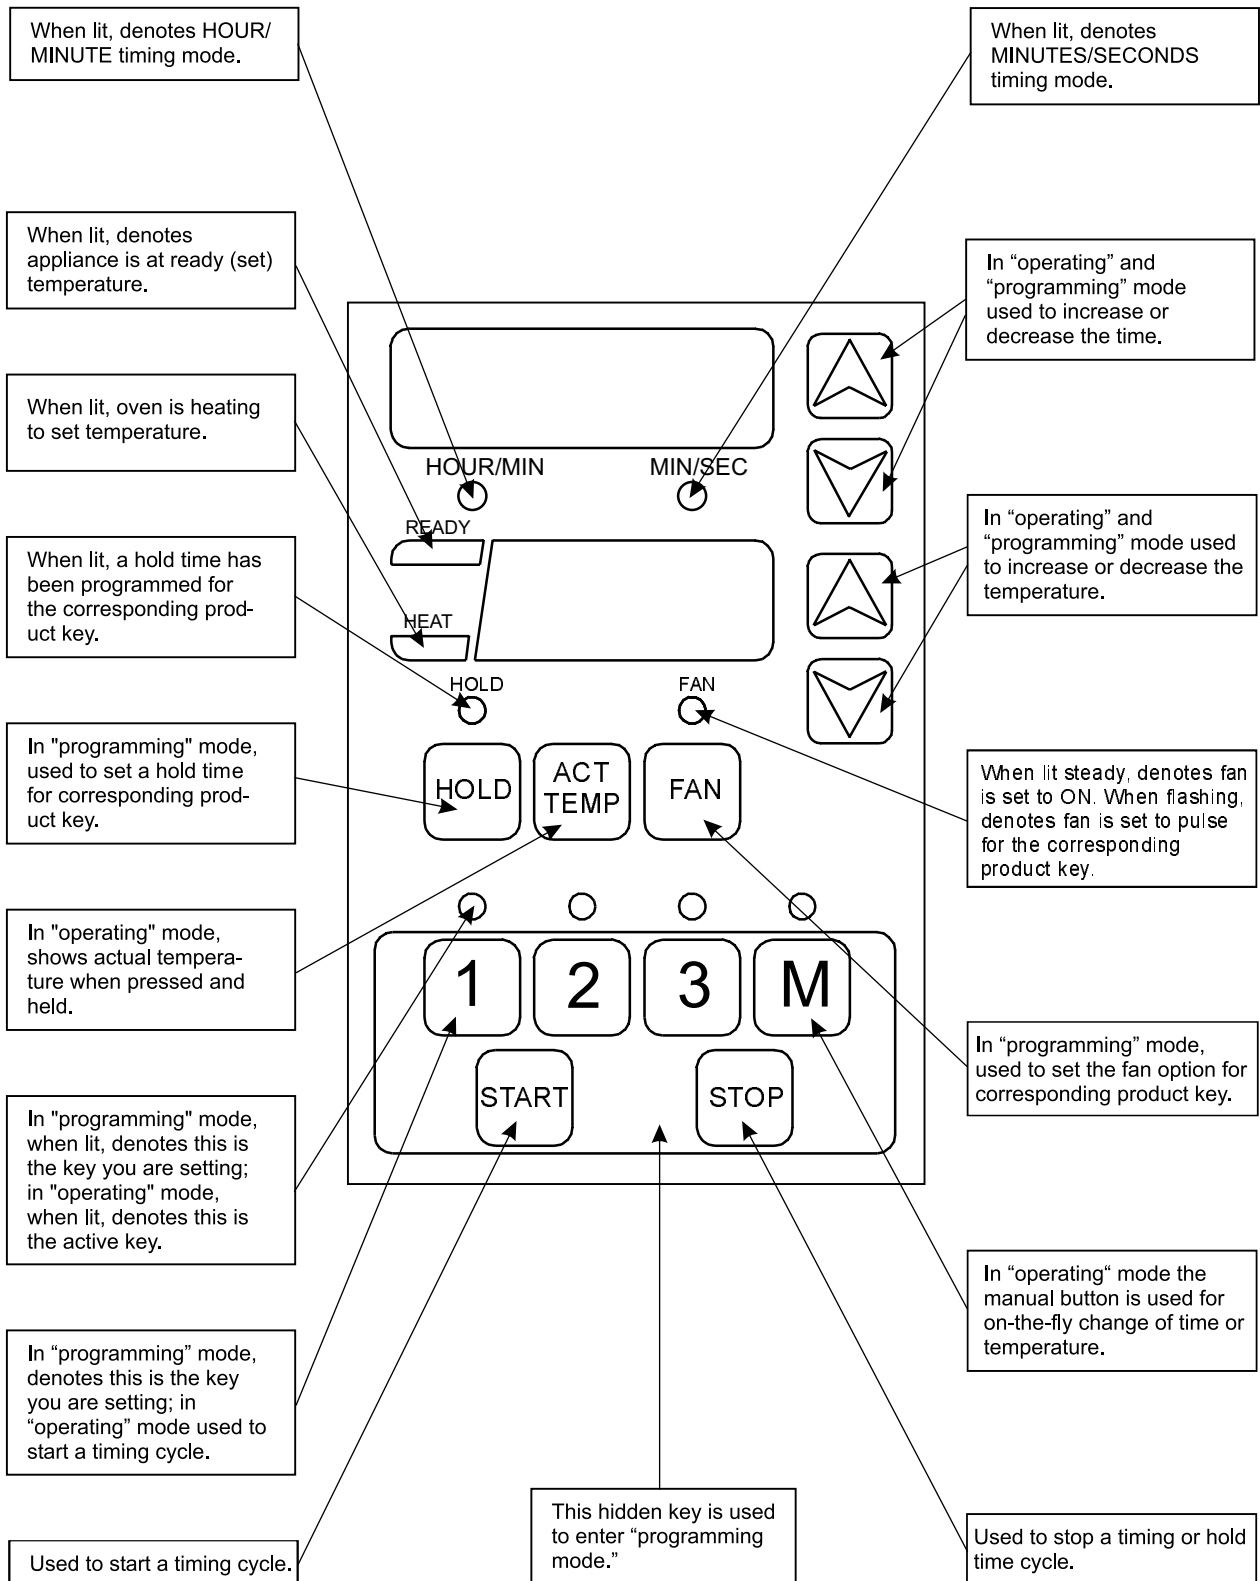 When lit, denotes HOUR/
MINUTE timing mode.
When lit, denotes
MINUTES/SECONDS
timing mode.
When lit, denotes
appliance is at ready (set)
temperature.
In “operating” and
“programming” mode
used to increase or
decrease the time.
When lit, oven is heating
to set temperature.
HOUR/MIN
MIN/SEC
READY
In “operating” and
“programming” mode used
to increase or decrease the
temperature.
When lit, a hold time has
been programmed for
the corresponding prod-
uct key.
HEAT
HOLD
FAN
In "programming" mode,
used to set a hold time
for corresponding prod-
uct key.
HOLD
ACT
TEMP
FAN
When lit steady, denotes fan
is set to ON. When flashing,
denotes fan is set to pulse
for the corresponding
product key.
In "operating" mode,
shows actual tempera-
ture when pressed and
held.
1
2
3
M
START
STOP
In “programming” mode,
used to set the fan option for
corresponding product key.
In "programming" mode,
when lit, denotes this is
the key you are setting;
in "operating" mode,
when lit, denotes this is
the active key.
In “operating“ mode the
manual button is used for
on-the-fly change of time or
temperature.
In “programming” mode,
denotes this is the key
you are setting; in
“operating” mode used to
start a timing cycle.
Used to start a timing cycle.
This hidden key is used
to enter “programming
mode.”
Used to stop a timing or hold
time cycle.